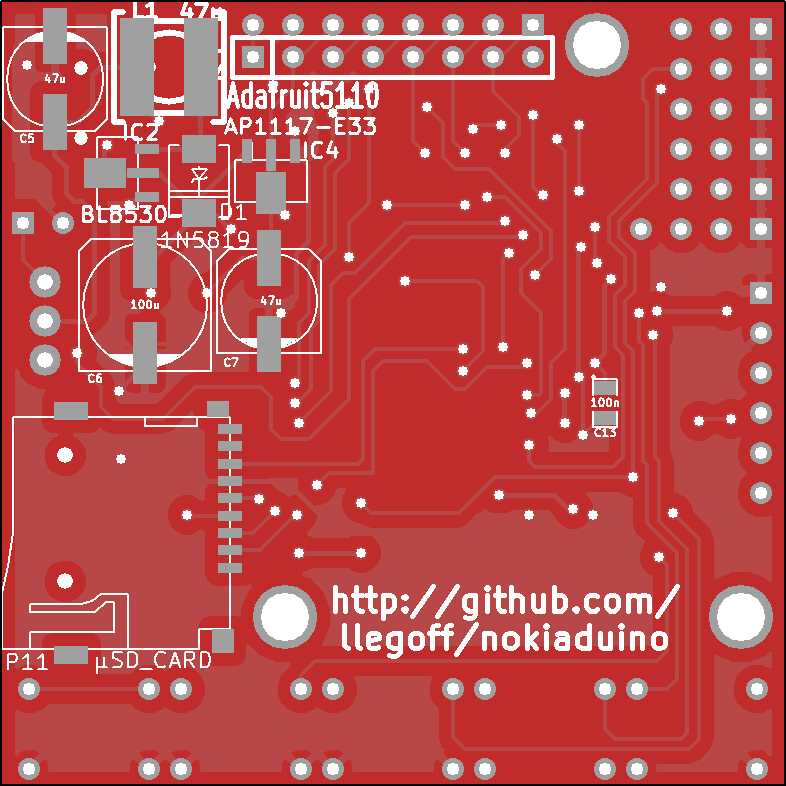 L1 47u
47u
C5
Adafruit5110
IC2
AP1117-E33
IC4
BL8530
D1
1N5819
100u
47u
C6
C7
100n
C13
http://github.com/
llegoff/nokiaduino
P11
µSD_CARD